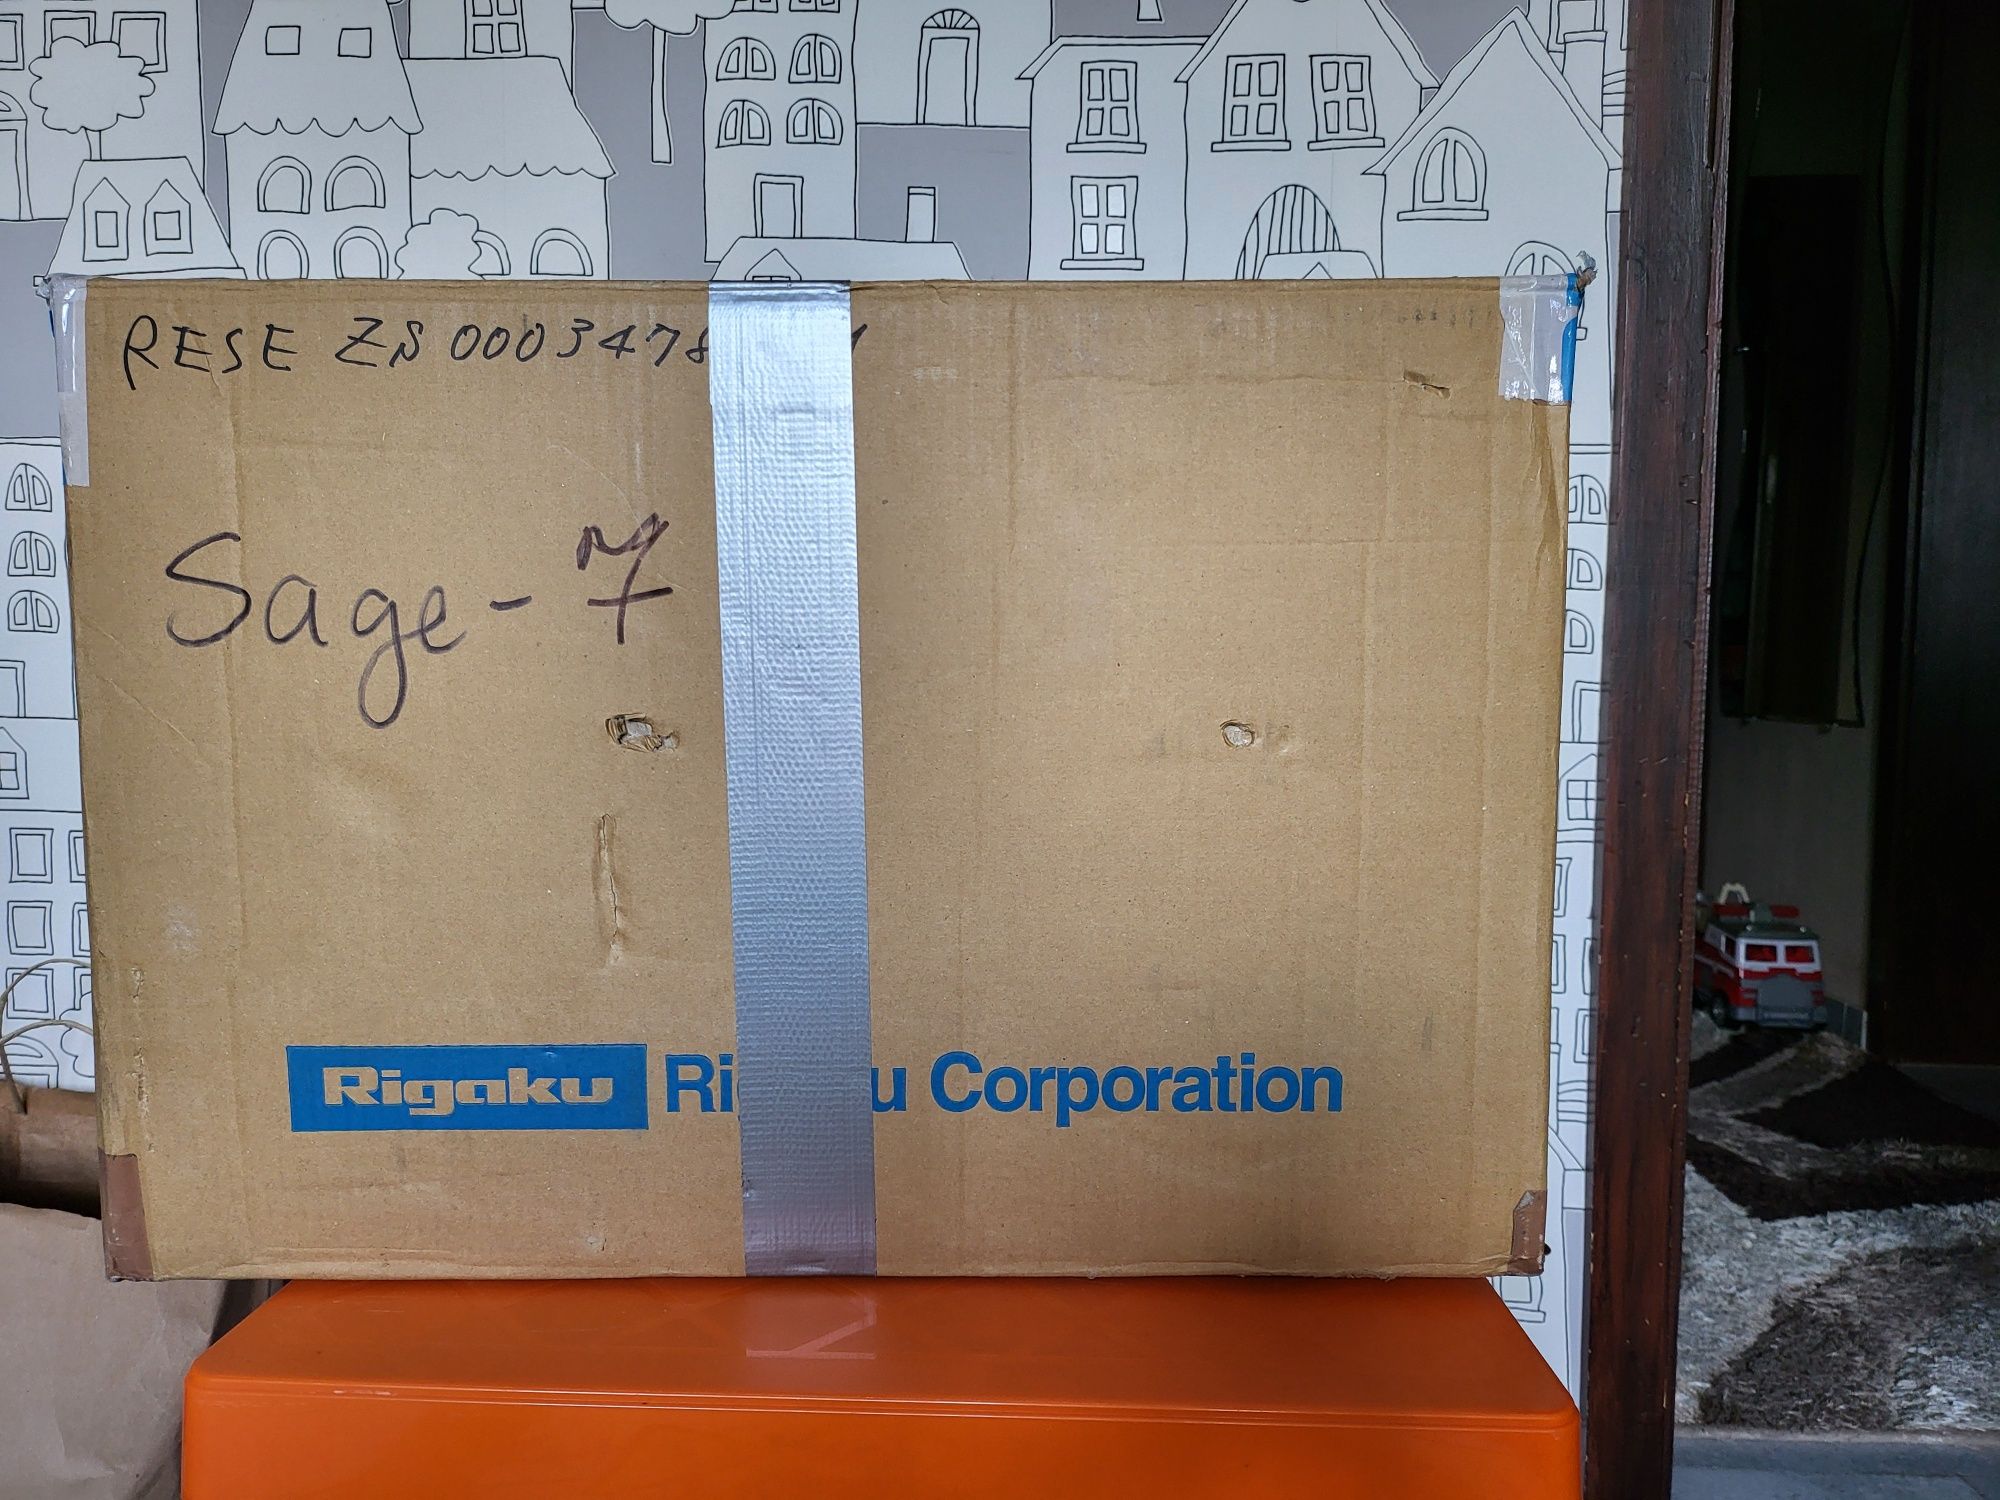 RESE ZS 0003478
Sage-7
Rigaku Ri u Corporation